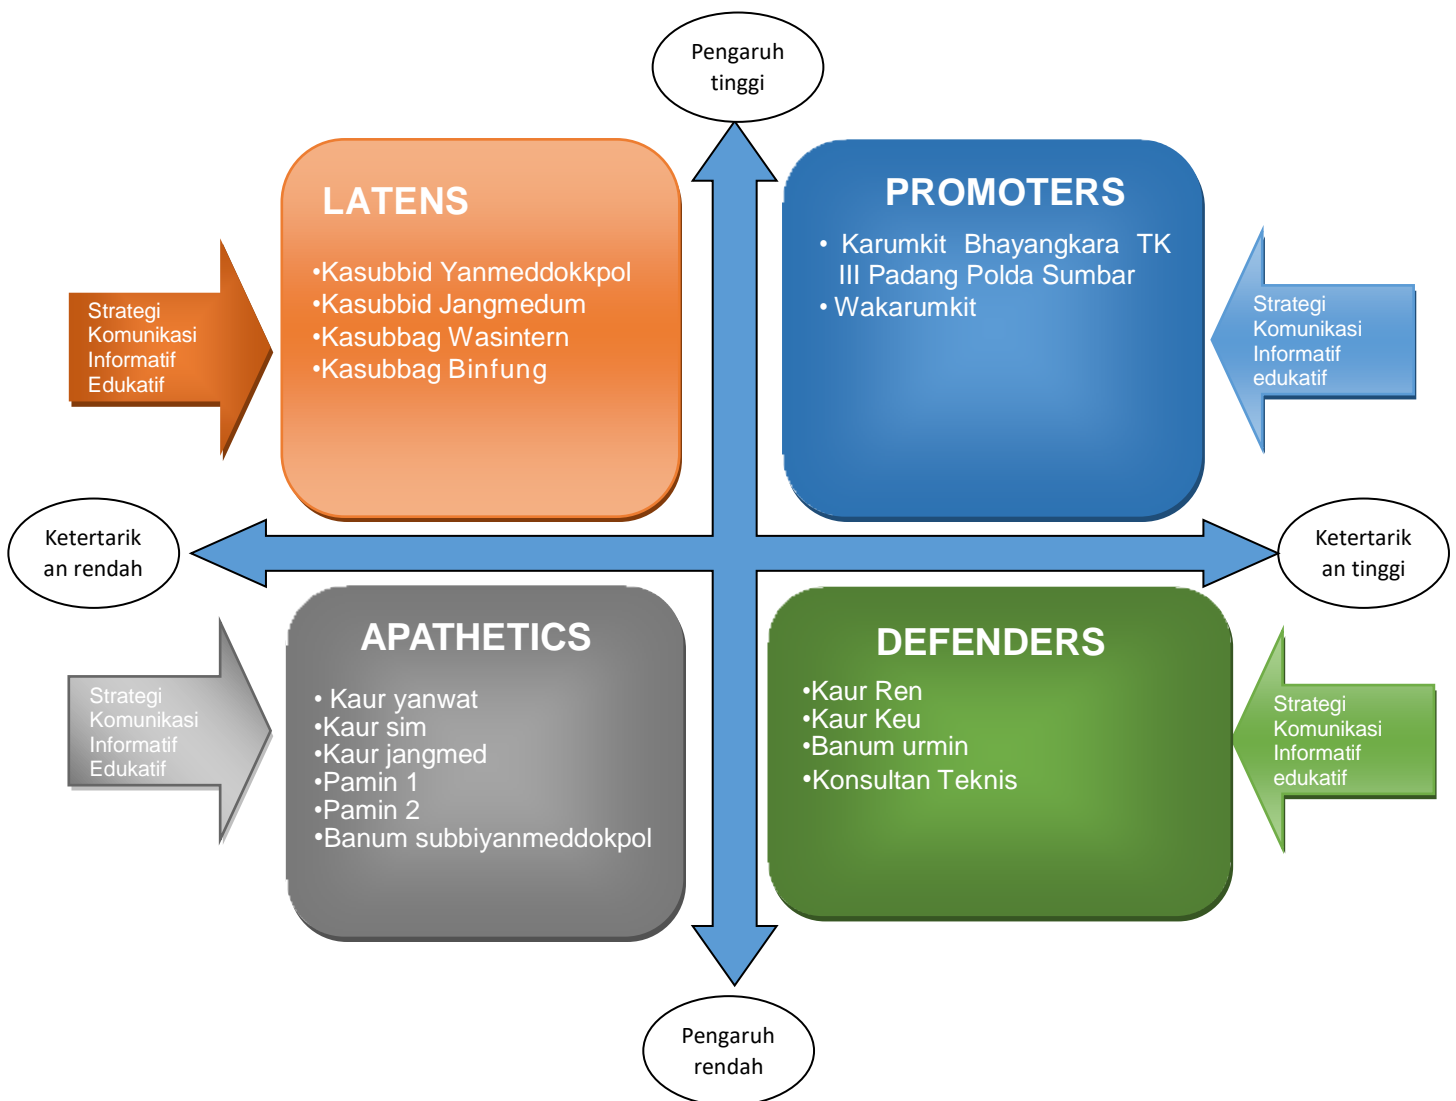 Pengaruh
tinggi
LATENS
•Kasubbid Yanmeddokkpol
•Kasubbid Jangmedum
•Kasubbag Wasintern
•Kasubbag Binfung
PROMOTERS
• Karumkit Bhayangkara TK
III Padang Polda Sumbar
• Wakarumkit
Strategi
Komunikasi
Informatif
Edukatif
Strategi
Komunikasi
Informatif
edukatif
Ketertarik
an rendah
Ketertarik
an tinggi
APATHETICS
• Kaur yanwat
•Kaur sim
•Kaur jangmed
•Pamin 1
•Pamin 2
•Banum subbiyanmeddokpol
DEFENDERS
•Kaur Ren
•Kaur Keu
•Banum urmin
•Konsultan Teknis
Strategi
Komunikasi
Informatif
Edukatif
Strategi
Komunikasi
Informatif
edukatif
Pengaruh
rendah